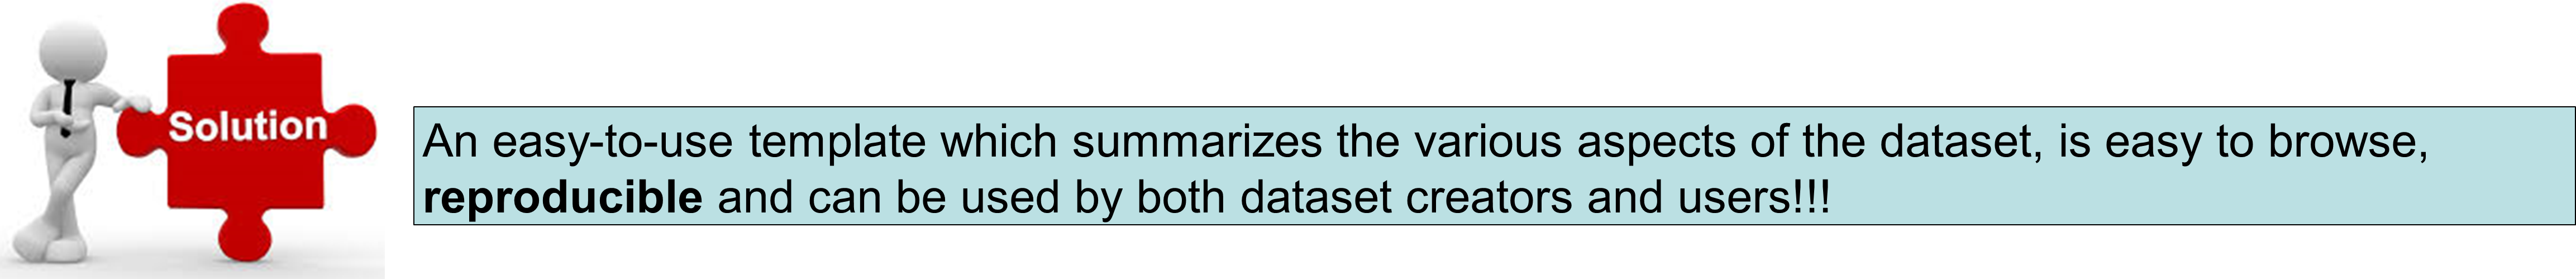 Solution
An easy-to-use template which summarizes the various aspects of the dataset, is easy to browse,
reproducible and can be used by both dataset creators and users!!!